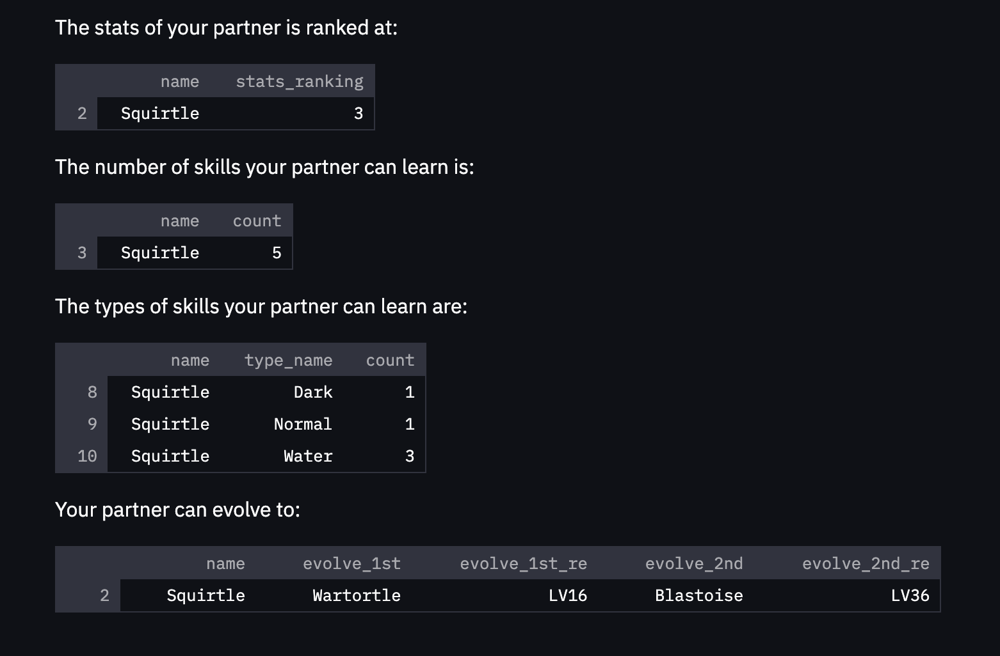 The stats of your partner is ranked at:
name stats_ranking
2 Squirtle 3
The number of skills your partner can learn is:
name count
3 Squirtle 5
The types of skills your partner can learn are:
name type_name count
8 Squirtle Dark 1
9 Squirtle Normal 1
10 Squirtle Water 3
Your partner can evolve to:
name evolve_1st evolve_1st_re evolve_2nd evolve_2nd_re
2 Squirtle Wartortle LV16 Blastoise LV36